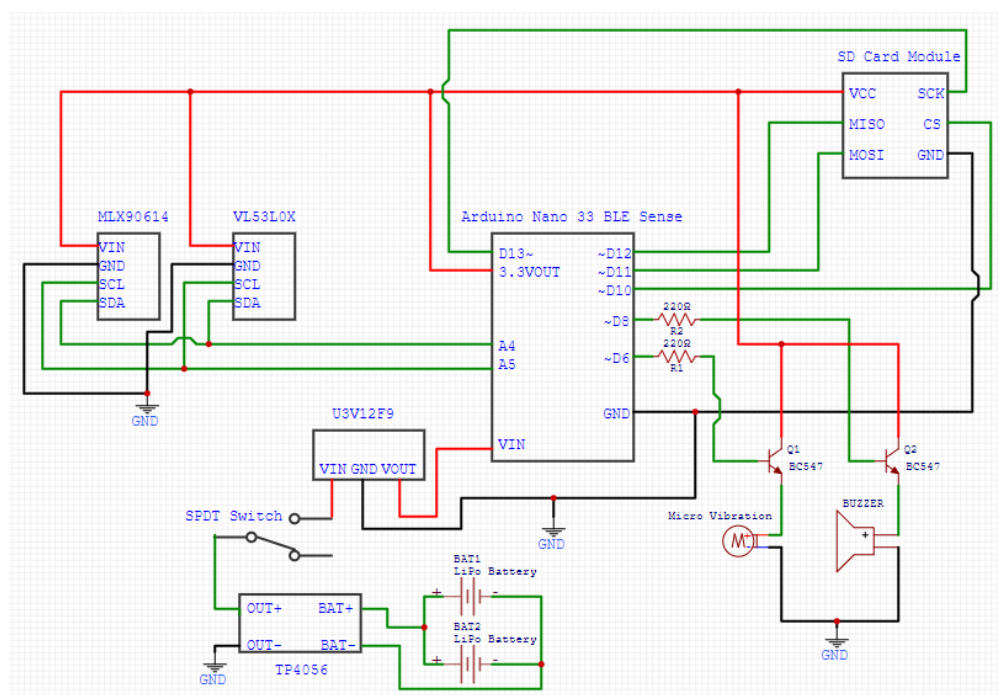 SD Card Module
VCC SCK
MISO CS
MOSI GND
MLX90614
VIN
GND
SCL
SDA
VL53L0X
VIN
GND
SCL
SDA
Arduino Nano 33 BLE Sense
D13~ ~D12
3.3VOUT ~D11
~D10
~D8
~D6
A4
A5
GND
VIN
220Ω
R2
220Ω
R1
GND
U3V12F9
VIN GND VOUT
Q1
BC547
Q2
BC547
SPDT Switch
GND
Micro Vibration
M
+
-
BUZZER
+
GND
BAT1
LiPo Battery
+ -
BAT2
LiPo Battery
+ -
OUT+ BAT+
OUT- BAT-
TP4056
GND